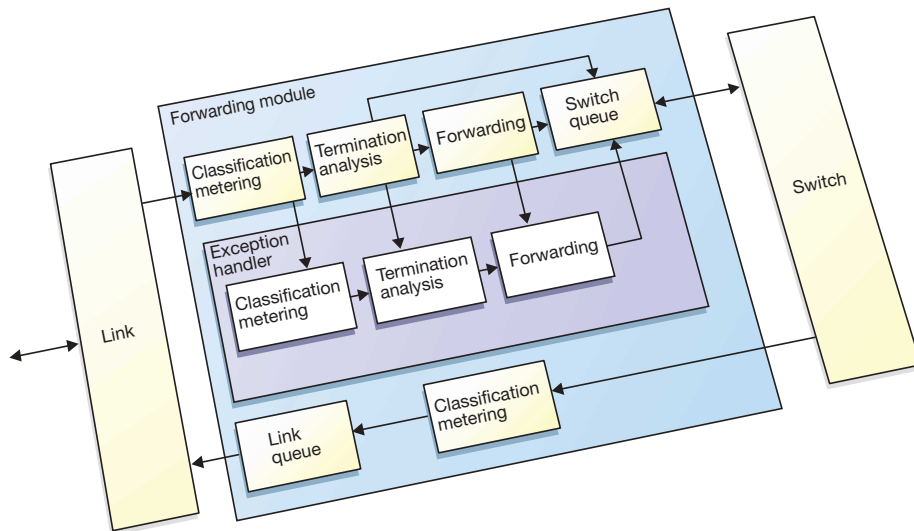 Forwarding module
Classification
metering
Termination
analysis
Forwarding
Switch
queue
Switch
Exception
handler
Classification
metering
Termination
analysis
Forwarding
Link
Link
queue
Classification
metering